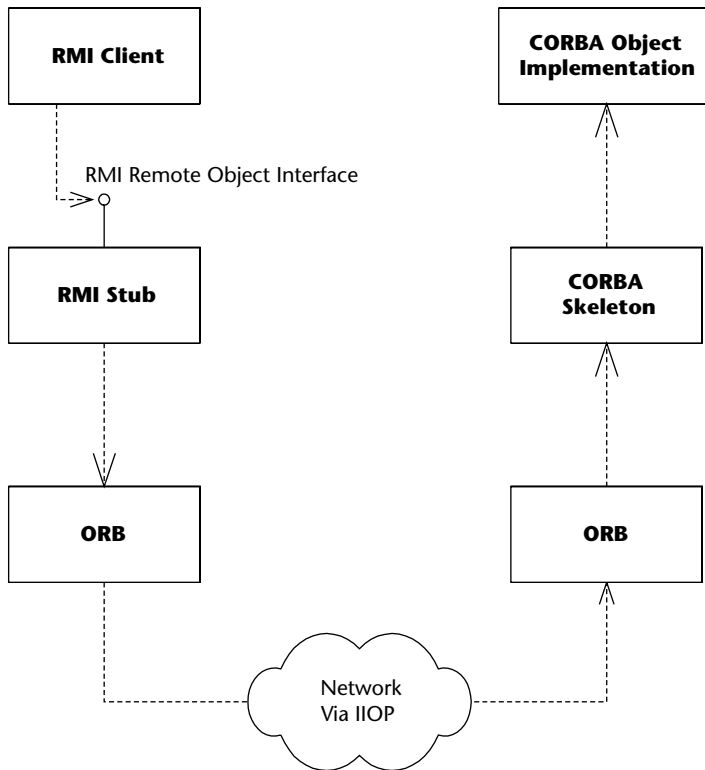 RMI Client
CORBA Object
Implementation
RMI Remote Object Interface
RMI Stub
CORBA
Skeleton
ORB
ORB
Network
Via IIOP